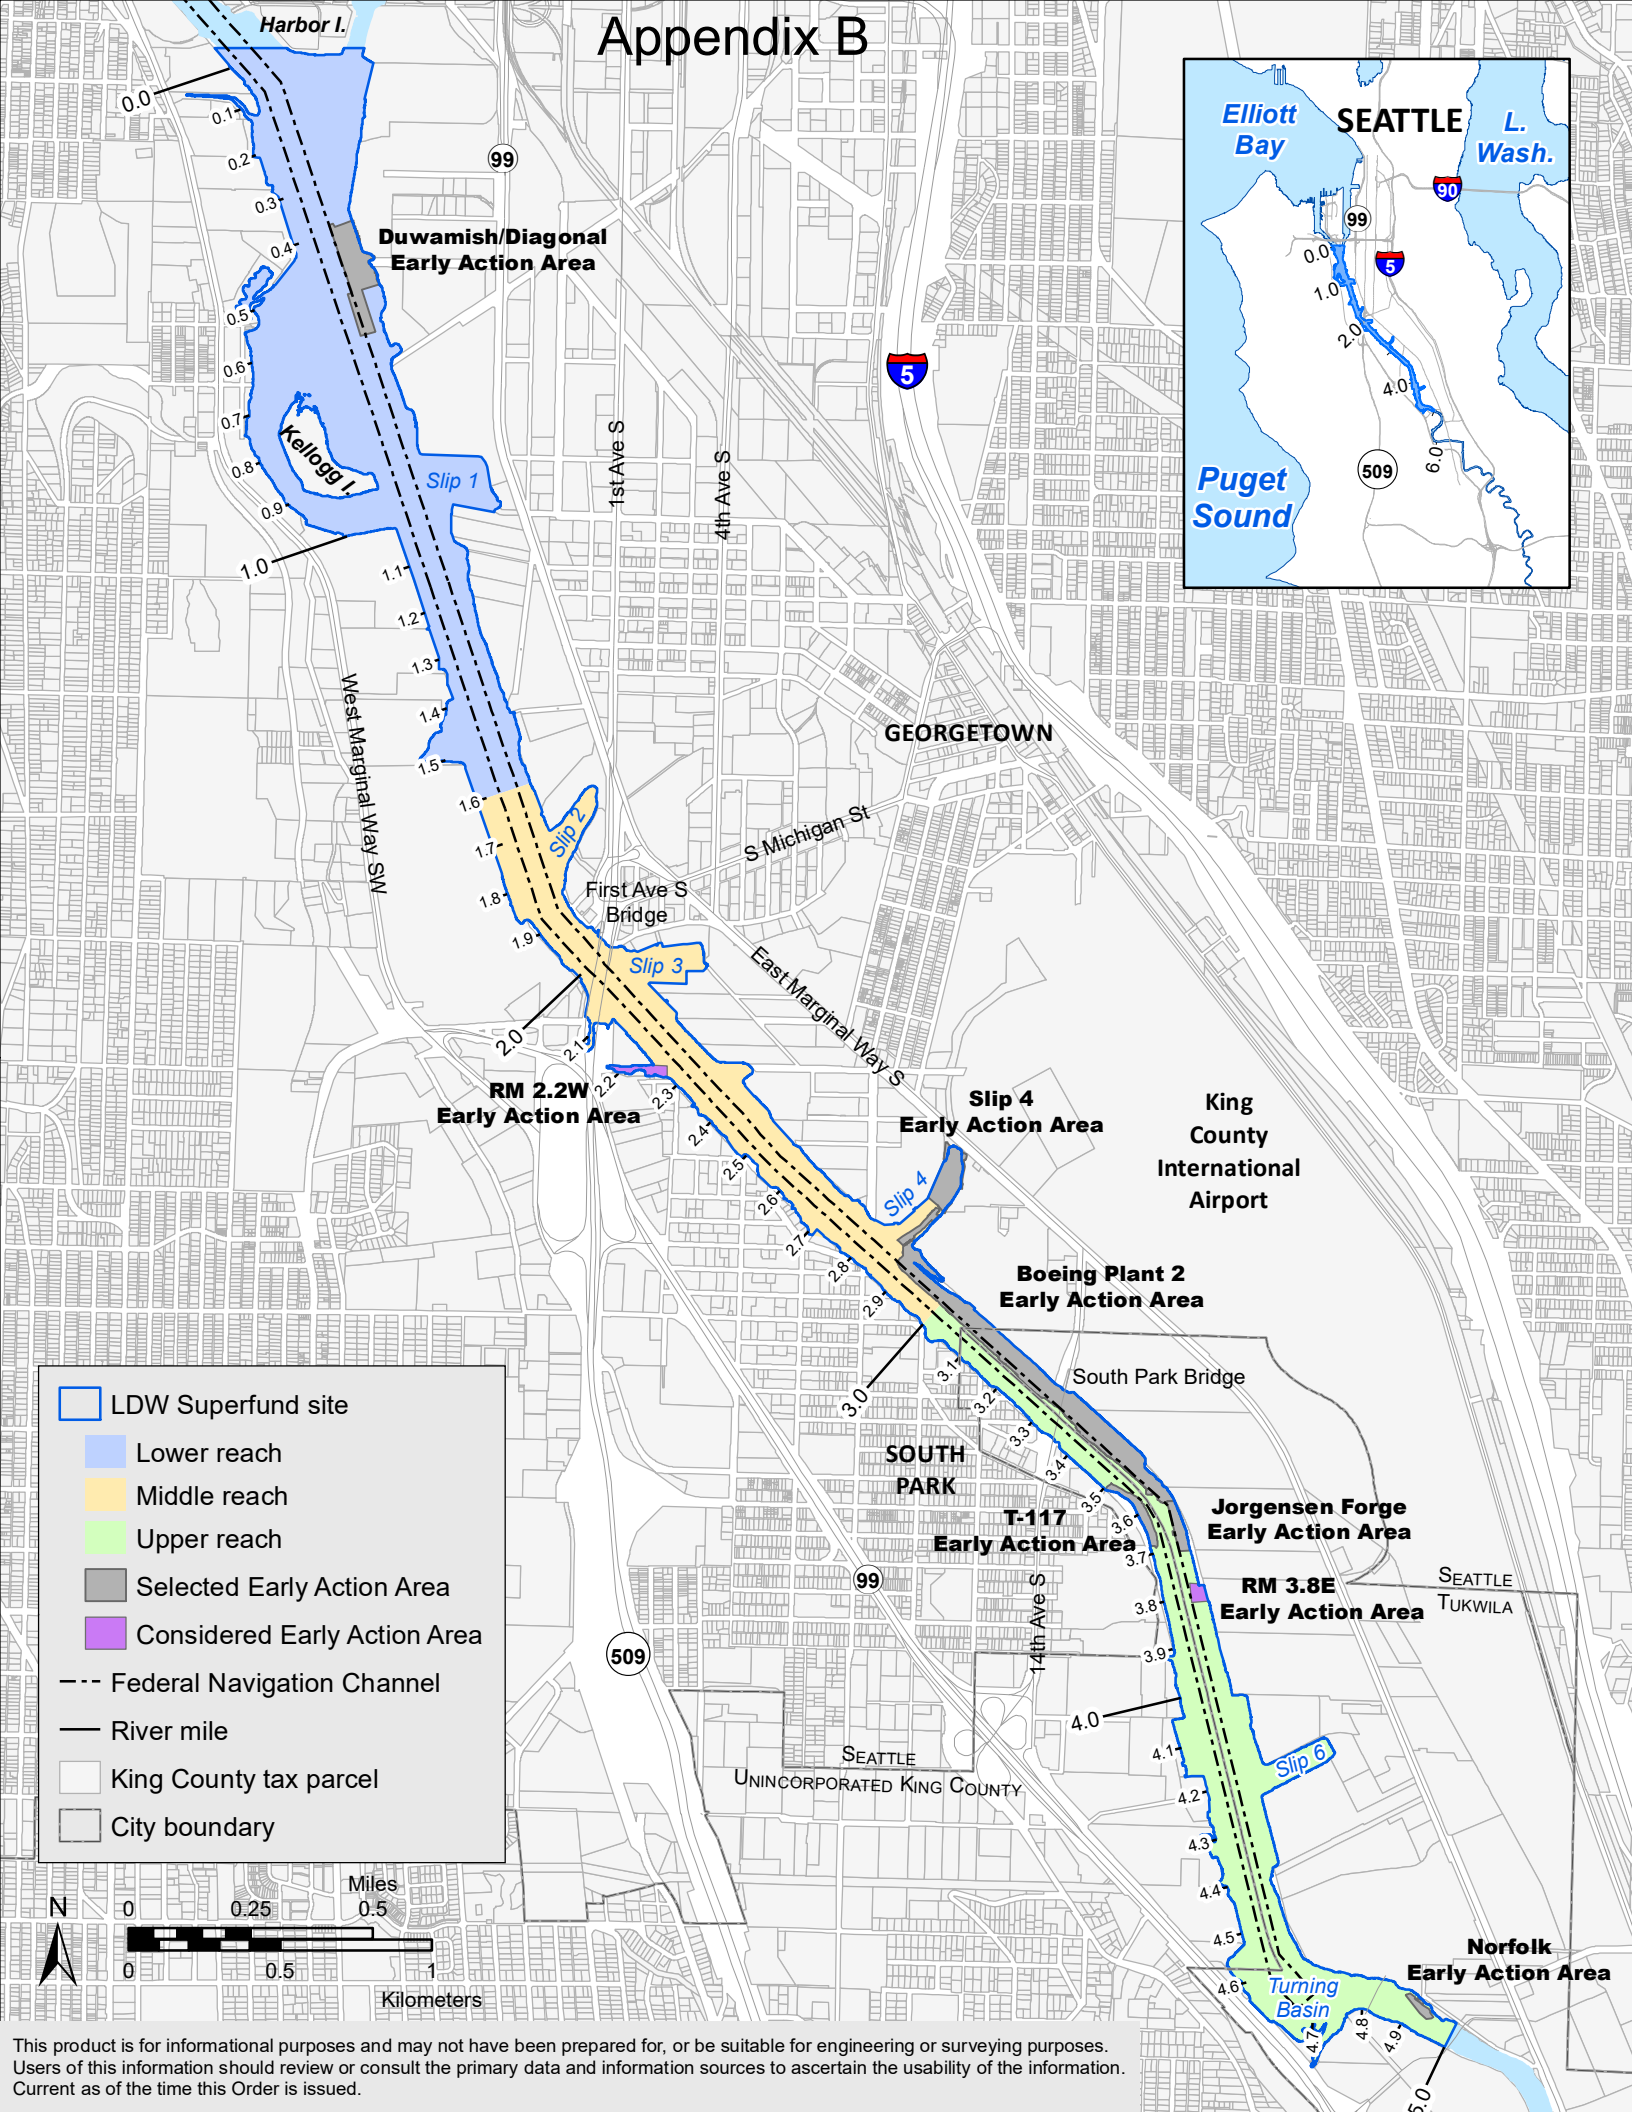 Appendix B
Harbor I.
0.0
0.1
0.2
0.3
0.4
0.5
0.6
0.7
0.8
0.9
1.0
1.1
1.2
1.3
1.4
1.5
1.6
1.7
1.8
1.9
2.0
2.1
2.2
2.3
2.4
2.5
2.6
2.7
2.8
2.9
3.0
3.1
3.2
3.3
3.4
3.5
3.6
3.7
3.8
3.9
4.0
4.1
4.2
4.3
4.4
4.5
4.6
4.7
4.8
4.9
5.0
99
Duwamish/Diagonal
Early Action Area
5
Kellogg I.
Slip 1
1st Ave S
4th Ave S
West Marginal Way SW
GEORGETOWN
Slip 2
S Michigan St
First Ave S
Bridge
Slip 3
East Marginal Way S
RM 2.2W
Early Action Area
Slip 4
Early Action Area
Slip 4
King
County
International
Airport
Boeing Plant 2
Early Action Area
South Park Bridge
SOUTH
PARK
T-117
Early Action Area
Jorgensen Forge
Early Action Area
RM 3.8E
Early Action Area
SEATTLE
TUKWILA
99
14th Ave S
509
SEATTLE
UNINCORPORATED KING COUNTY
Slip 6
Turning
Basin
Norfolk
Early Action Area
Elliott
Bay
SEATTLE
L.
Wash.
90
99
5
0.0
1.0
2.0
4.0
6.0
509
Puget
Sound
LDW Superfund site
Lower reach
Middle reach
Upper reach
Selected Early Action Area
Considered Early Action Area
Federal Navigation Channel
River mile
King County tax parcel
City boundary
N
Miles
0 0.25 0.5
0 0.5 1
Kilometers
This product is for informational purposes and may not have been prepared for, or be suitable for engineering or surveying purposes.
Users of this information should review or consult the primary data and information sources to ascertain the usability of the information.
Current as of the time this Order is issued.